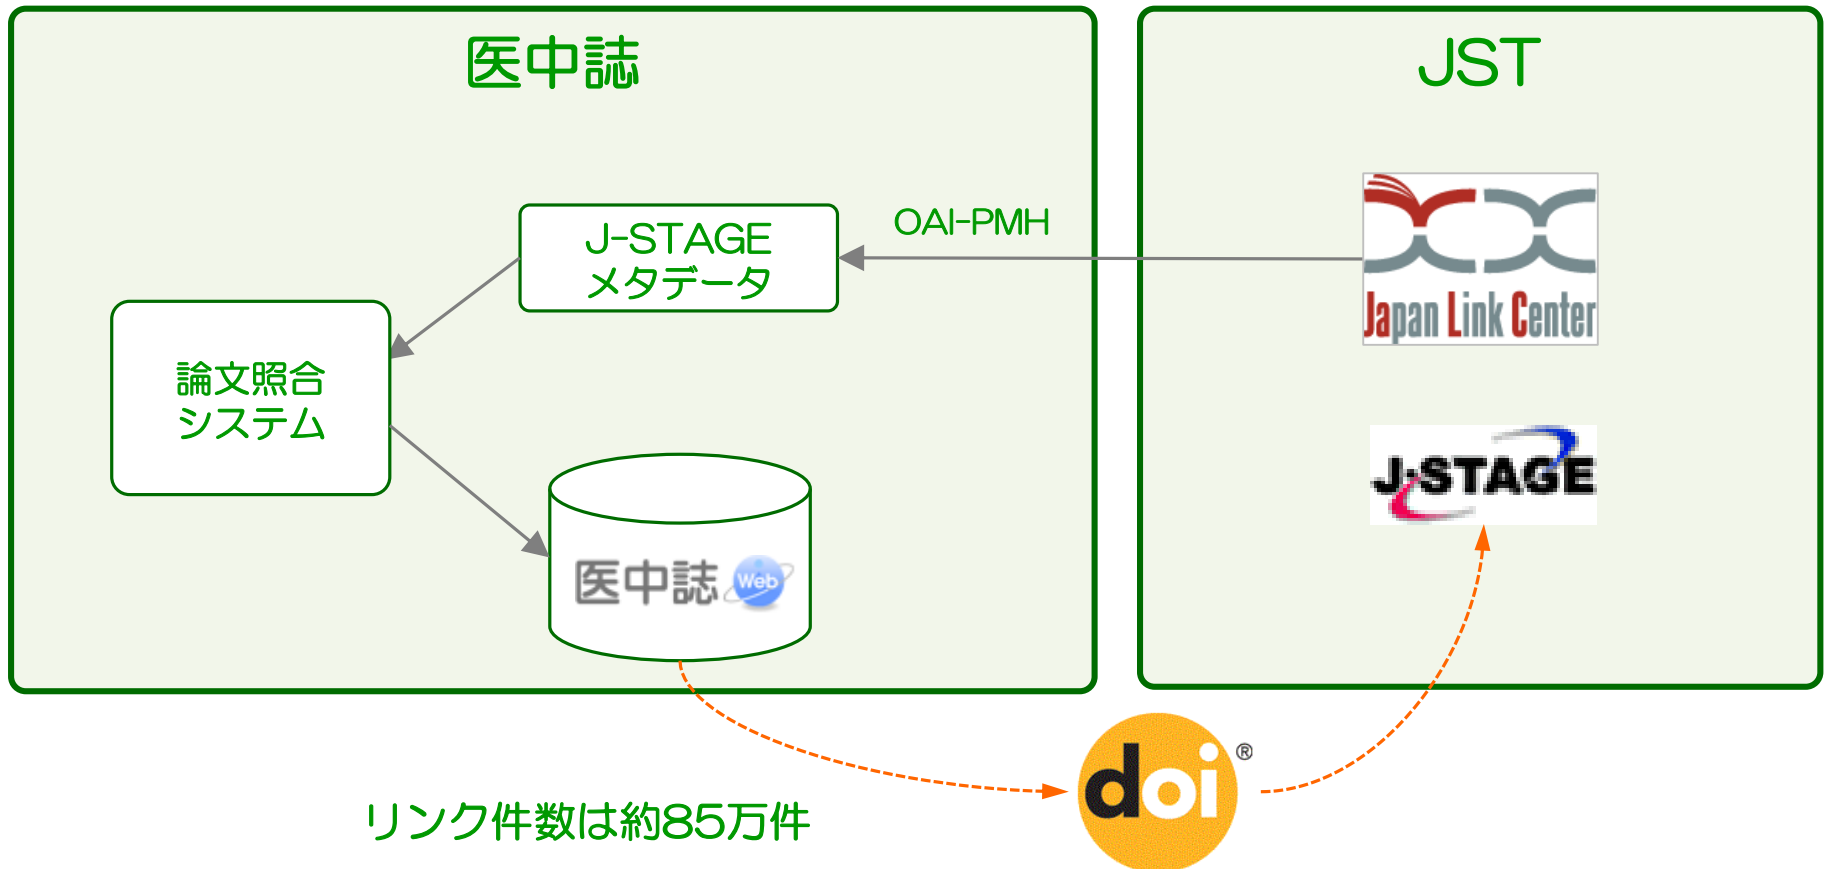 医中誌
JST
OAI-PMH
J-STAGE
メタデータ
Japan Link Center
論文照合
システム
J-STAGE
医中誌 Web
doi®
リンク件数は約85万件